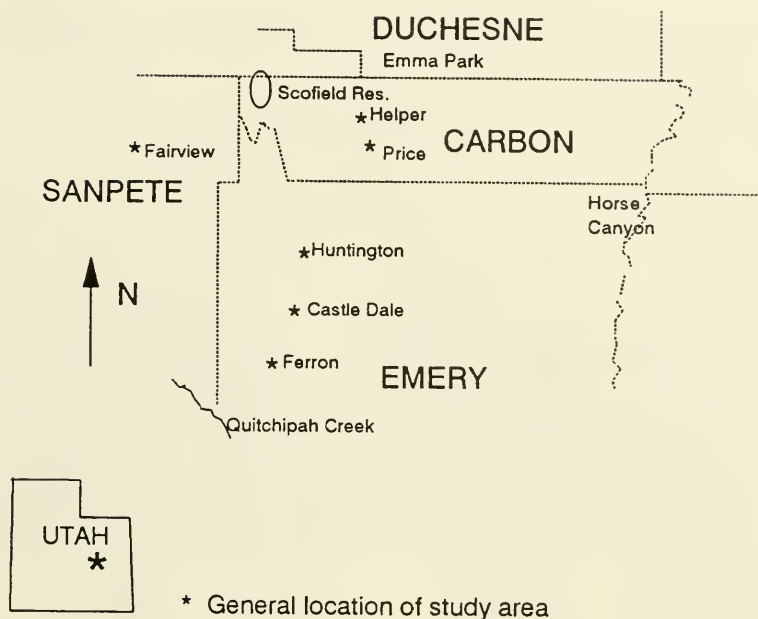 DUCHESNE
Emma Park
Scofield Res.
* Helper
CARBON
* Price
* Fairview
SANPETE
Horse
Canyon
* Huntington
N
* Castle Dale
* Ferron
EMERY
Quitchipah Creek
UTAH
*
* General location of study area